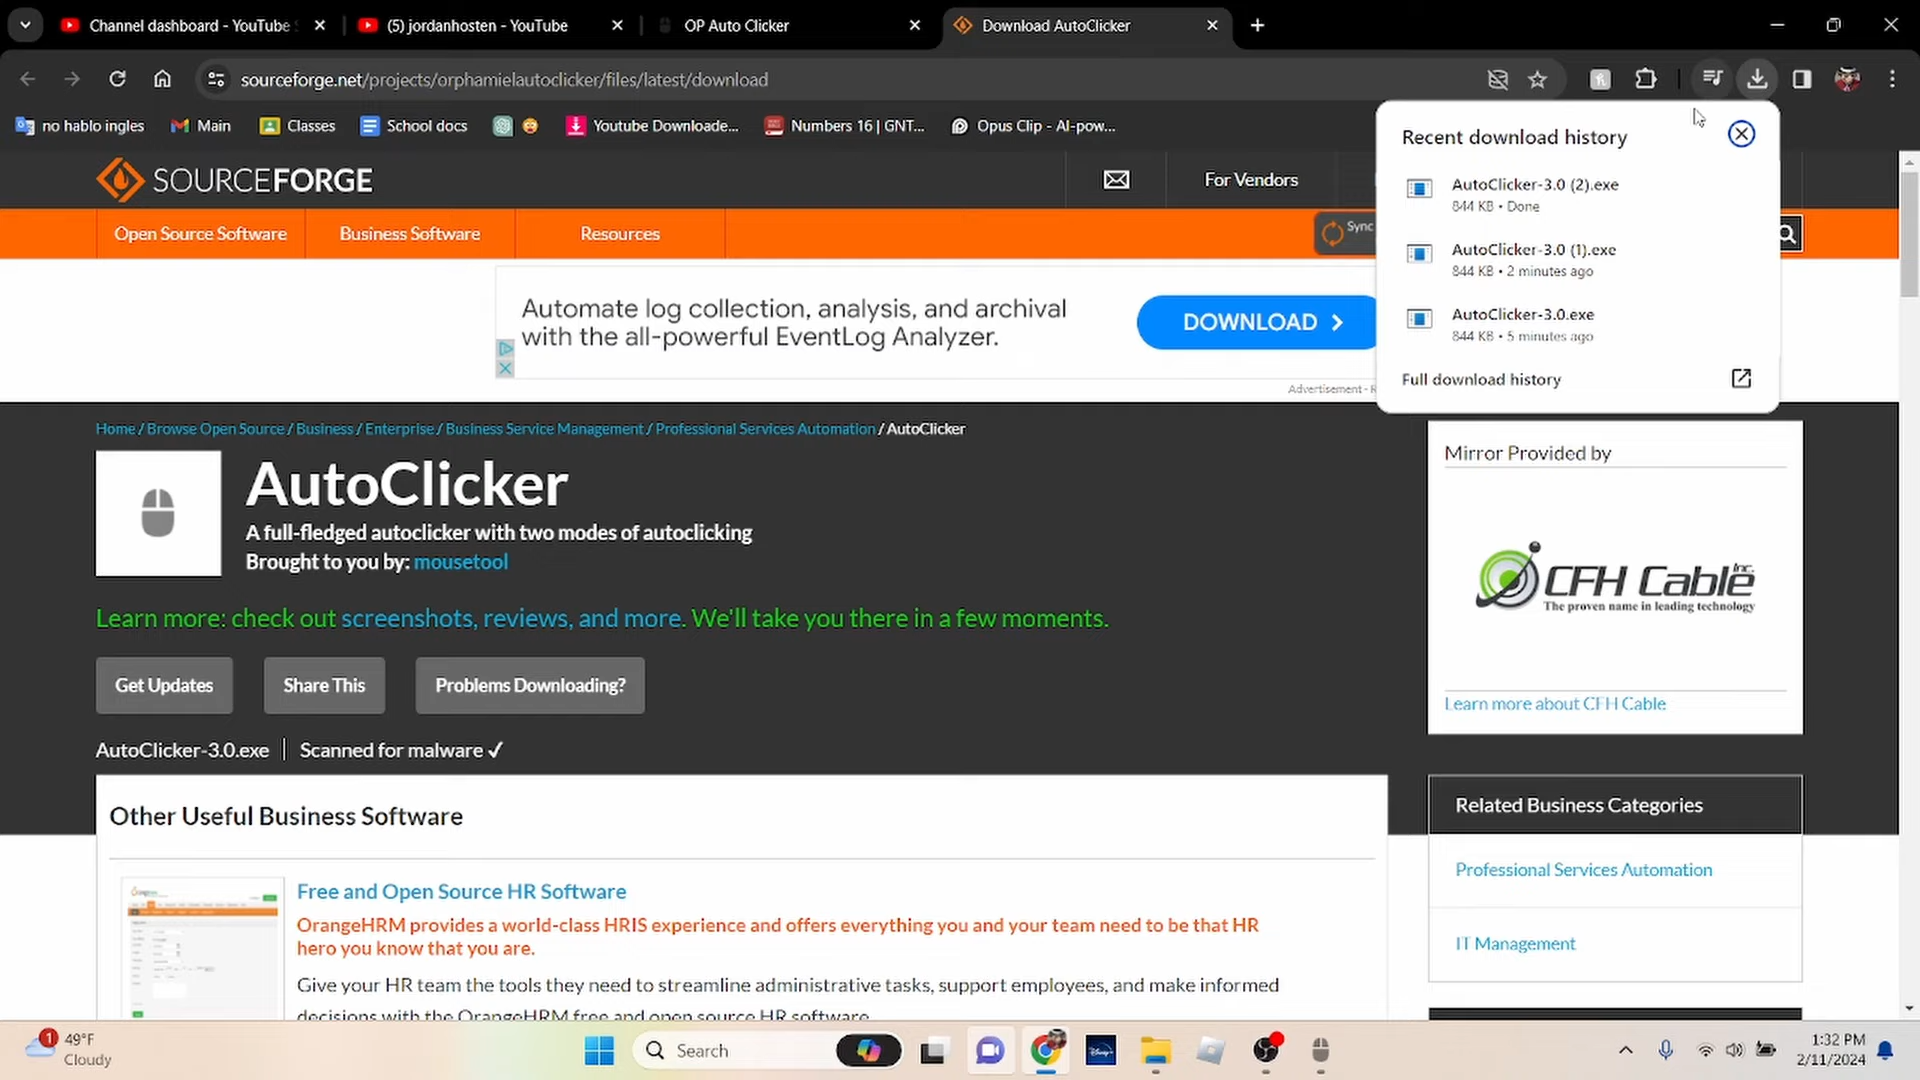 Channel dashboard - YouTube
(5) jordanhosten - YouTube
OP Auto Clicker
Download AutoClicker
sourceforge.net/projects/orphamielautoclicker/files/latest/download
no hablo ingles
Main
Classes
School docs
Youtube Downloade...
Numbers 16 | GNT...
Opus Clip - AI-pow...
Recent download history
AutoClicker-3.0 (2).exe
844 KB • Done
AutoClicker-3.0 (1).exe
844 KB • 2 minutes ago
AutoClicker-3.0.exe
844 KB • 5 minutes ago
Full download history
SOURCEFORGE
For Vendors
Open Source Software
Business Software
Resources
Sync
Automate log collection, analysis, and archival
with the all-powerful EventLog Analyzer.
DOWNLOAD
Advertisement - R
Home / Browse Open Source / Business / Enterprise / Business Service Management / Professional Services Automation / AutoClicker
AutoClicker
A full-fledged autoclicker with two modes of autoclicking
Brought to you by: mousetool
Learn more: check out screenshots, reviews, and more. We'll take you there in a few moments.
Get Updates
Share This
Problems Downloading?
AutoClicker-3.0.exe
Scanned for malware ✓
Mirror Provided by
CFH Cable Inc.
The proven name in leading technology
Learn more about CFH Cable
Other Useful Business Software
Free and Open Source HR Software
OrangeHRM provides a world-class HRIS experience and offers everything you and your team need to be that HR
hero you know that you are.
Give your HR team the tools they need to streamline administrative tasks, support employees, and make informed
decisions with the OrangeHRM free and open source HR software.
Related Business Categories
Professional Services Automation
IT Management
1
49°F
Cloudy
Search
Disney+
1:32 PM
2/11/2024